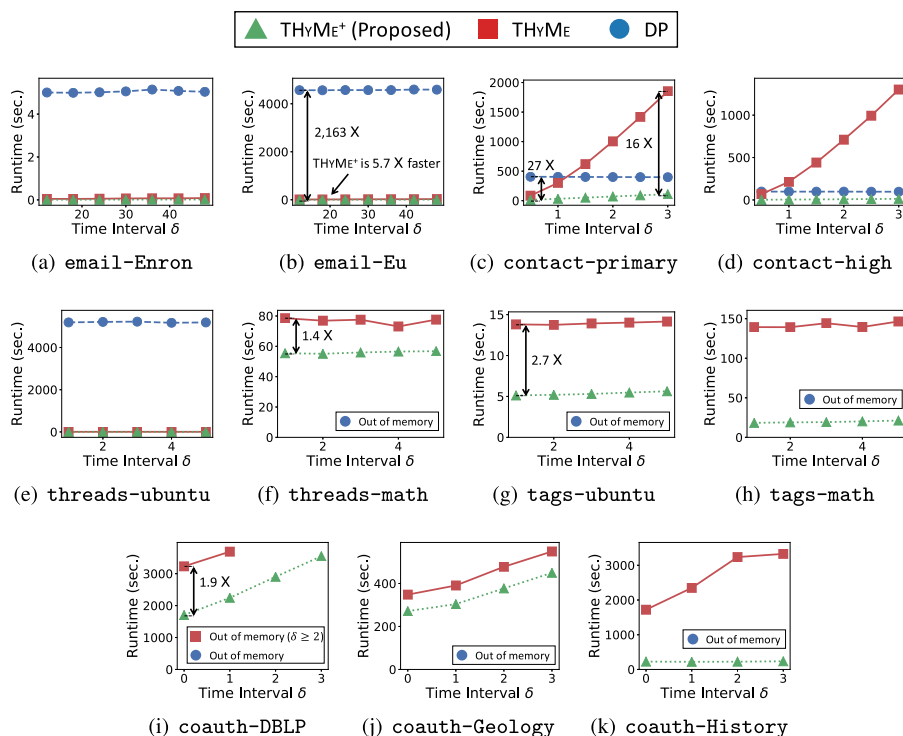 THYME+ (Proposed) THYME DP
Runtime (sec.)
4
2
0
20 30 40
Time Interval δ
(a) email-Enron
Runtime (sec.)
4000
2000
0
2,163 X
THYME+ is 5.7 X faster
20 30 40
Time Interval δ
(b) email-Eu
Runtime (sec.)
2000
1500
1000
500
0
27 X
16 X
1 2 3
Time Interval δ
(c) contact-primary
Runtime (sec.)
1000
500
0
1 2 3
Time Interval δ
(d) contact-high
Runtime (sec.)
4000
2000
0
2 4
Time Interval δ
(e) threads-ubuntu
Runtime (sec.)
80
60
40
20
0
1.4 X
Out of memory
2 4
Time Interval δ
(f) threads-math
Runtime (sec.)
15
10
5
0
2.7 X
Out of memory
2 4
Time Interval δ
(g) tags-ubuntu
Runtime (sec.)
150
100
50
0
Out of memory
2 4
Time Interval δ
(h) tags-math
Runtime (sec.)
3000
2000
1000
0
1.9 X
Out of memory (δ ≥ 2)
Out of memory
0 1 2 3
Time Interval δ
(i) coauth-DBLP
Runtime (sec.)
400
200
0
Out of memory
0 1 2 3
Time Interval δ
(j) coauth-Geology
Runtime (sec.)
3000
2000
1000
0
Out of memory
0 1 2 3
Time Interval δ
(k) coauth-History